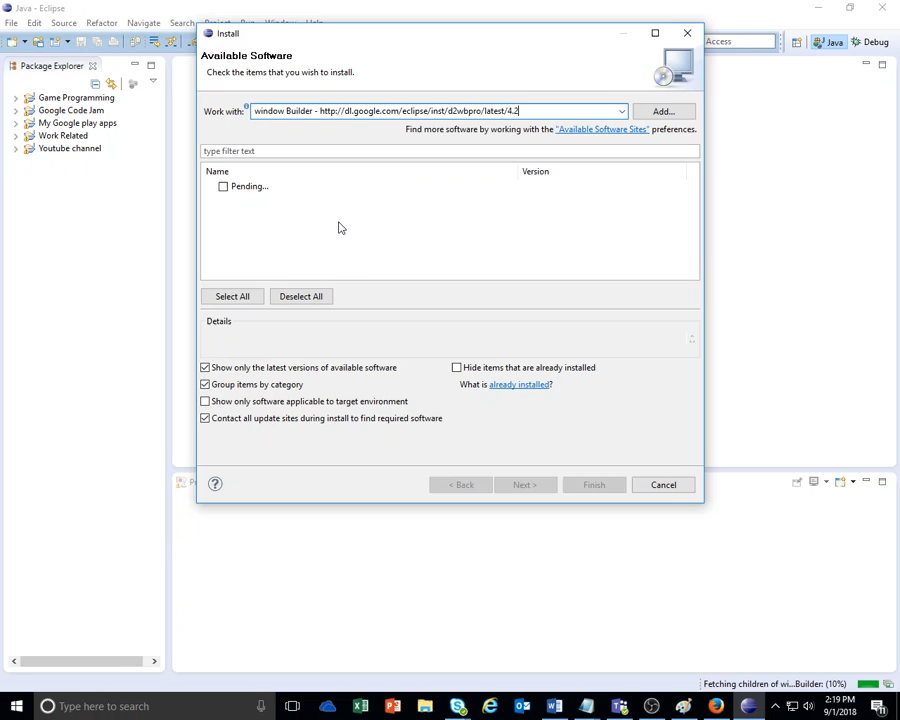 Java - Eclipse
File Edit Source Refactor Navigate Search
Install
Available Software
Check the items that you wish to install.
Work with: window Builder - http://dl.google.com/eclipse/inst/d2wbpro/latest/4.2 Add...
Find more software by working with the "Available Software Sites" preferences.
type filter text
Name Version
Pending...
Select All Deselect All
Details
Show only the latest versions of available software Hide items that are already installed
Group items by category What is already installed?
Show only software applicable to target environment
Contact all update sites during install to find required software
< Back Next > Finish Cancel
Access
Java Debug
Package Explorer
Game Programming
Google Code Jam
My Google play apps
Work Related
Youtube channel
Fetching children of wi...Builder: (10%)
Type here to search
2:19 PM
9/1/2018